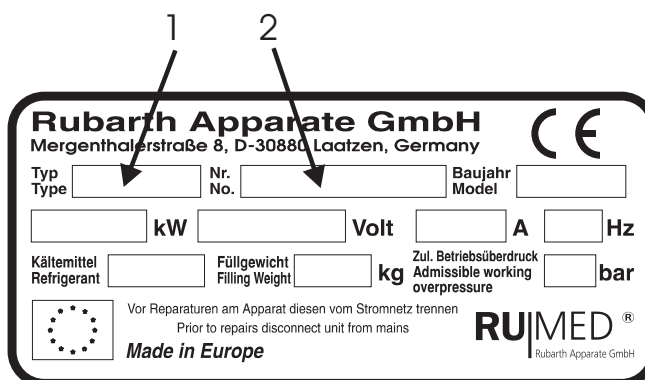 1 2
Rubarth Apparate GmbH
Mergenthalerstraße 8, D-30880 Laatzen, Germany
CE
Typ Nr. Baujahr
Type No. Model
kW Volt A Hz
Kältemittel Füllgewicht Zul. Betriebsüberdruck
Refrigerant Filling Weight kg Admissible working bar
overpressure
Vor Reparaturen am Apparat diesen vom Stromnetz trennen
Prior to repairs disconnect unit from mains
Made in Europe
RUMED ®
Rubarth Apparate GmbH